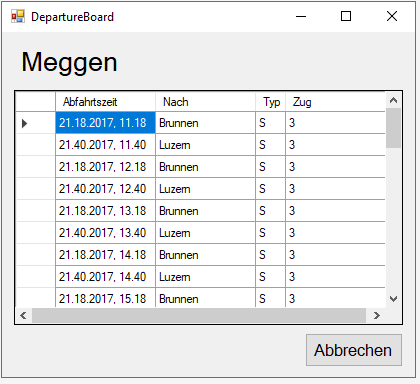 DepartureBoard
Meggen
Abfahrtszeit Nach Typ Zug
21.18.2017, 11.18 Brunnen S 3
21.40.2017, 11.40 Luzern S 3
21.18.2017, 12.18 Brunnen S 3
21.40.2017, 12.40 Luzern S 3
21.18.2017, 13.18 Brunnen S 3
21.40.2017, 13.40 Luzern S 3
21.18.2017, 14.18 Brunnen S 3
21.40.2017, 14.40 Luzern S 3
21.18.2017, 15.18 Brunnen S 3
Abbrechen